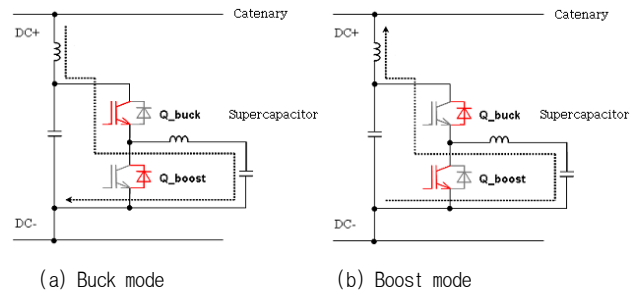 Catenary
DC+
Q_buck
Supercapacitor
Q_boost
DC-
(a) Buck mode
Catenary
DC+
Q_buck
Supercapacitor
Q_boost
DC-
(b) Boost mode